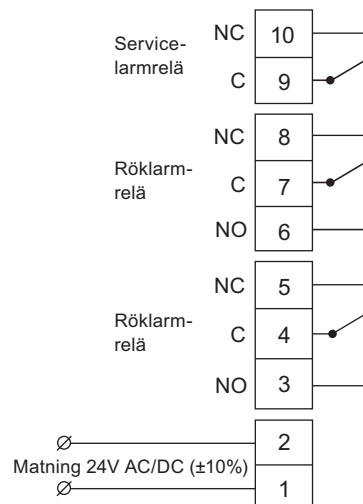 NC 10
Service-
larmrelä
C 9
NC 8
Röklarm-
relä
C 7
NO 6
NC 5
Röklarm-
relä
C 4
NO 3
2
Matning 24V AC/DC (±10%)
1